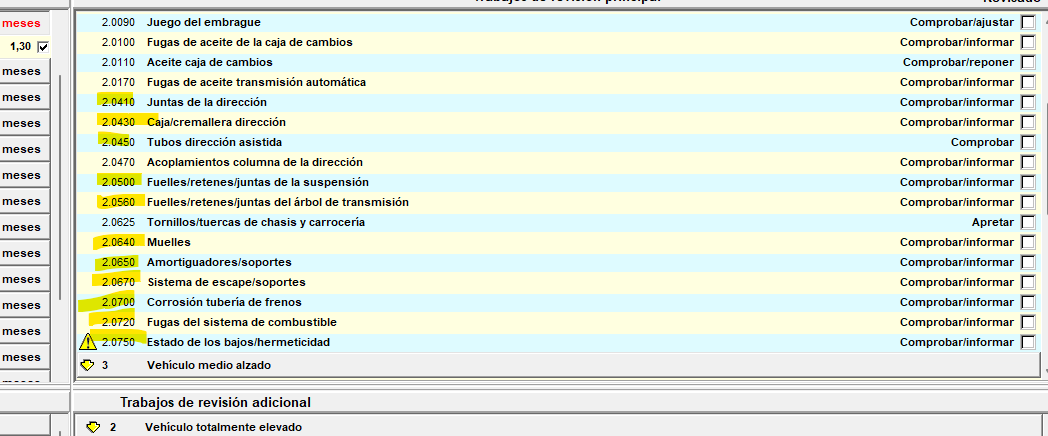 Trabajos de revisión principal
Revisado
meses
1,30
meses
meses
meses
meses
meses
meses
meses
meses
meses
meses
meses
meses
2.0090 Juego del embrague Comprobar/ajustar
2.0100 Fugas de aceite de la caja de cambios Comprobar/informar
2.0110 Aceite caja de cambios Comprobar/reponer
2.0170 Fugas de aceite transmisión automática Comprobar/informar
2.0410 Juntas de la dirección Comprobar/informar
2.0430 Caja/cremallera dirección Comprobar/informar
2.0450 Tubos dirección asistida Comprobar
2.0470 Acoplamientos columna de la dirección Comprobar/informar
2.0500 Fuelles/retenes/juntas de la suspensión Comprobar/informar
2.0560 Fuelles/retenes/juntas del árbol de transmisión Comprobar/informar
2.0625 Tornillos/tuercas de chasis y carrocería Apretar
2.0640 Muelles Comprobar/informar
2.0650 Amortiguadores/soportes Comprobar/informar
2.0670 Sistema de escape/soportes Comprobar/informar
2.0700 Corrosión tubería de frenos Comprobar/informar
2.0720 Fugas del sistema de combustible Comprobar/informar
2.0750 Estado de los bajos/hermeticidad Comprobar/informar
3 Vehículo medio alzado
Trabajos de revisión adicional
2 Vehículo totalmente elevado